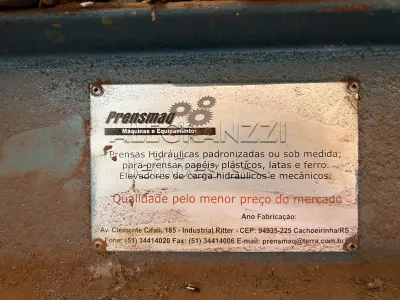 Prensmaq
Máquinas e Equipamentos
ALEGRANZZI
Prensas Hidráulicas padronizadas ou sob medida;
para prensar papéis, plásticos, latas e ferro.
Elevadores de carga hidráulicos e mecânicos.
Qualidade pelo menor preço do mercado
Ano Fabricação:
Av. Clemente Cifali, 185 - Industrial Ritter - CEP: 94935-225 Cachoeirinha/RS
Fone: (51) 34414020 Fax: (51) 34414006 E-mail: prensmaq@terra.com.br